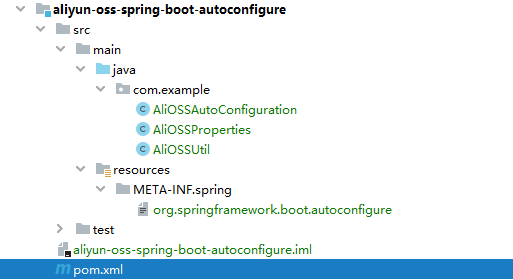 aliyun-oss-spring-boot-autoconfigure
src
main
java
com.example
AliOSSAutoConfiguration
AliOSSProperties
AliOSSUtil
resources
META-INF.spring
org.springframework.boot.autoconfigure
test
aliyun-oss-spring-boot-autoconfigure.iml
pom.xml